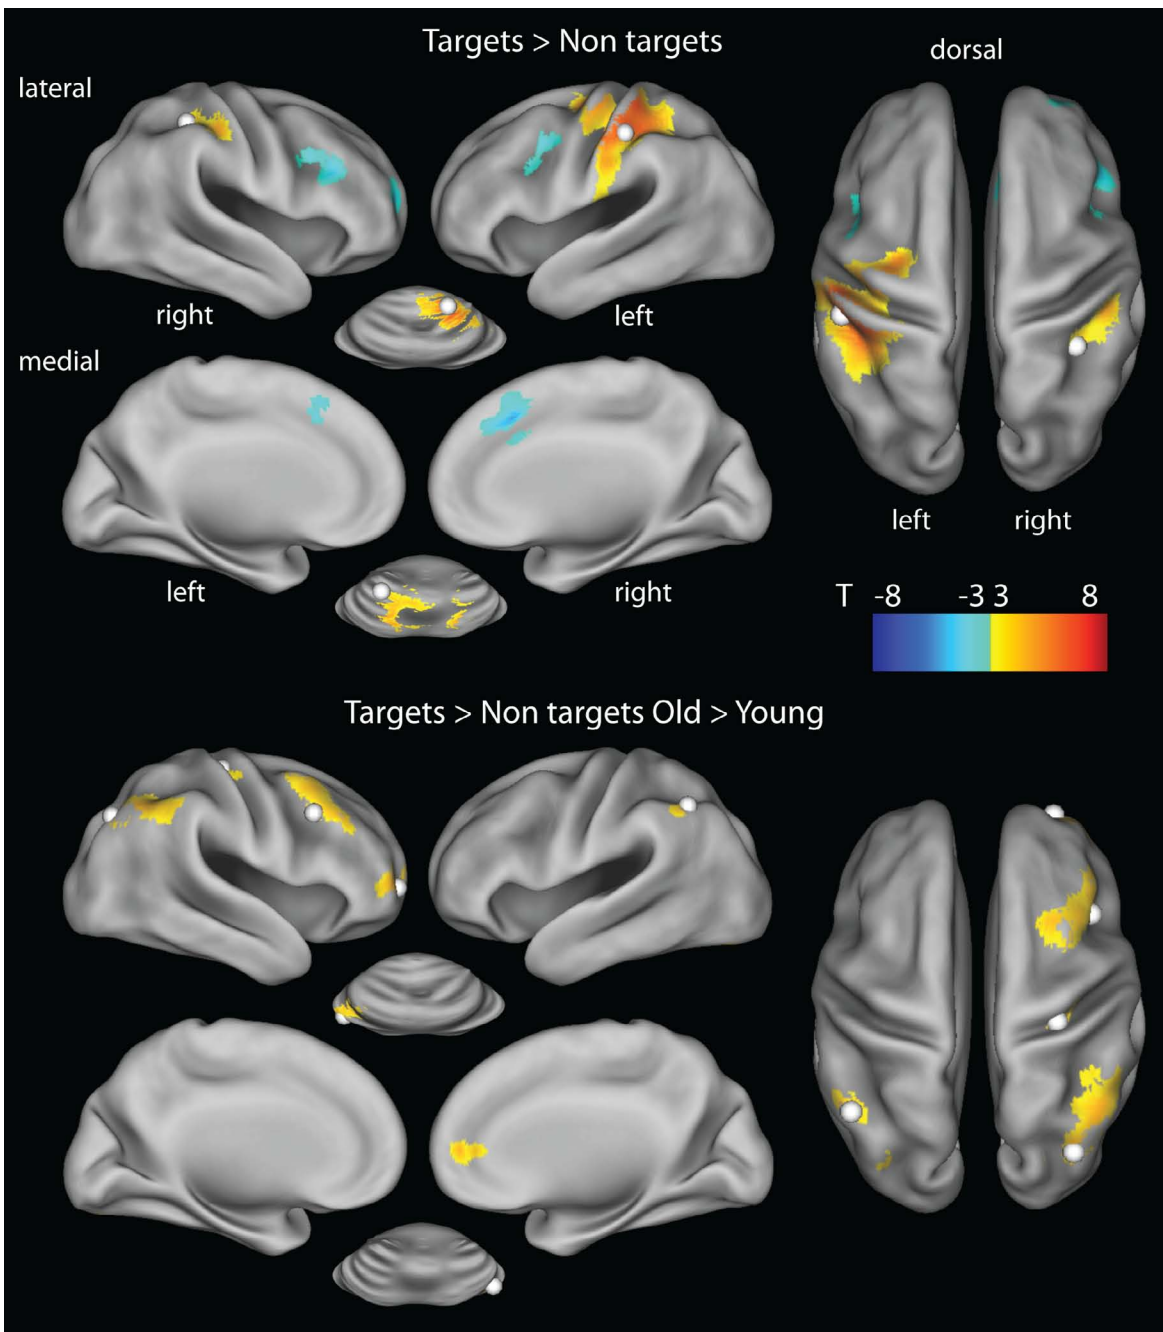 Targets > Non targets
dorsal
lateral
right
left
medial
left
right
left
right
T -8 -3 3 8
Targets > Non targets Old > Young